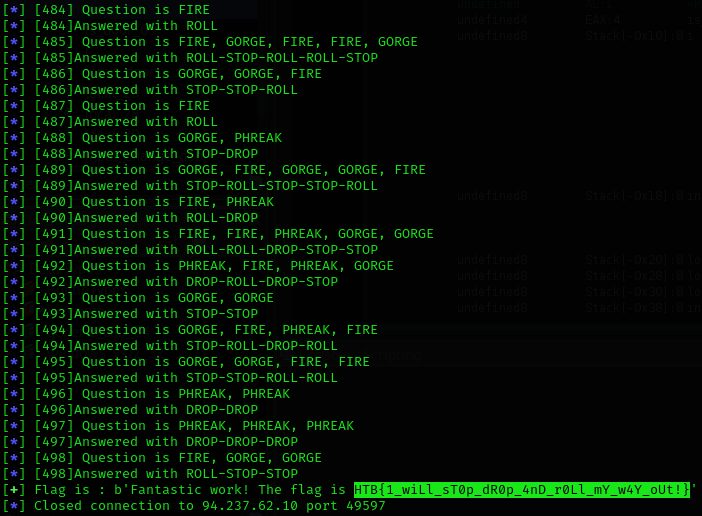 [*] [484] Question is FIRE
[*] [484]Answered with ROLL
[*] [485] Question is FIRE, GORGE, FIRE, FIRE, GORGE
[*] [485]Answered with ROLL-STOP-ROLL-ROLL-STOP
[*] [486] Question is GORGE, GORGE, FIRE
[*] [486]Answered with STOP-STOP-ROLL
[*] [487] Question is FIRE
[*] [487]Answered with ROLL
[*] [488] Question is GORGE, PHREAK
[*] [488]Answered with STOP-DROP
[*] [489] Question is GORGE, FIRE, GORGE, GORGE, FIRE
[*] [489]Answered with STOP-ROLL-STOP-STOP-ROLL
[*] [490] Question is FIRE, PHREAK
[*] [490]Answered with ROLL-DROP
[*] [491] Question is FIRE, FIRE, PHREAK, GORGE, GORGE
[*] [491]Answered with ROLL-ROLL-DROP-STOP-STOP
[*] [492] Question is PHREAK, FIRE, PHREAK, GORGE
[*] [492]Answered with DROP-ROLL-DROP-STOP
[*] [493] Question is GORGE, GORGE
[*] [493]Answered with STOP-STOP
[*] [494] Question is GORGE, FIRE, PHREAK, FIRE
[*] [494]Answered with STOP-ROLL-DROP-ROLL
[*] [495] Question is GORGE, GORGE, FIRE, FIRE
[*] [495]Answered with STOP-STOP-ROLL-ROLL
[*] [496] Question is PHREAK, PHREAK
[*] [496]Answered with DROP-DROP
[*] [497] Question is PHREAK, PHREAK, PHREAK
[*] [497]Answered with DROP-DROP-DROP
[*] [498] Question is FIRE, GORGE, GORGE
[*] [498]Answered with ROLL-STOP-STOP
[+] Flag is : b'Fantastic work! The flag is HTB{1_wiLl_sT0p_dR0p_4nD_r0Ll_mY_w4Y_oUt!}'
[*] Closed connection to 94.237.62.10 port 49597